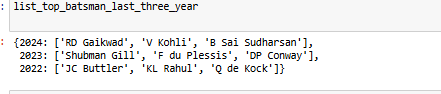 : list_top_batsman_last_three_year
: {2024: ['RD Gaikwad', 'V Kohli', 'B Sai Sudharsan'],
2023: ['Shubman Gill', 'F du Plessis', 'DP Conway'],
2022: ['JC Buttler', 'KL Rahul', 'Q de Kock']}